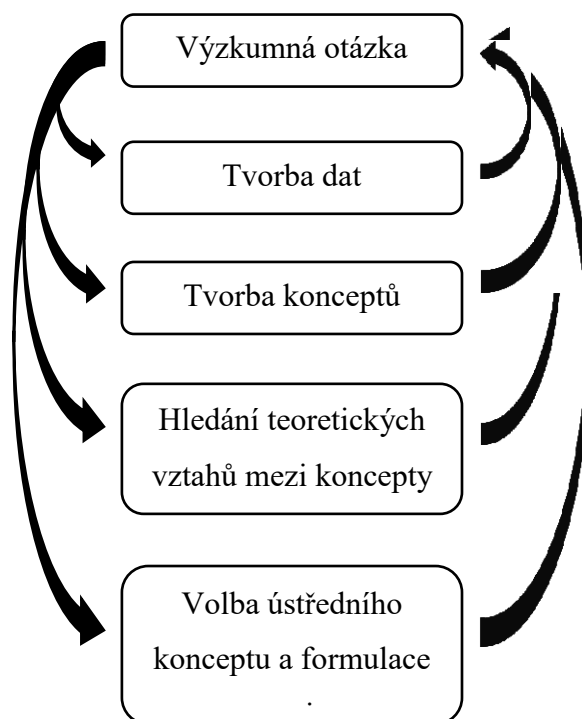 Výzkumná otázka
Tvorba dat
Tvorba konceptů
Hledání teoretických
vztahů mezi koncepty
Volba ústředního
konceptu a formulace
.